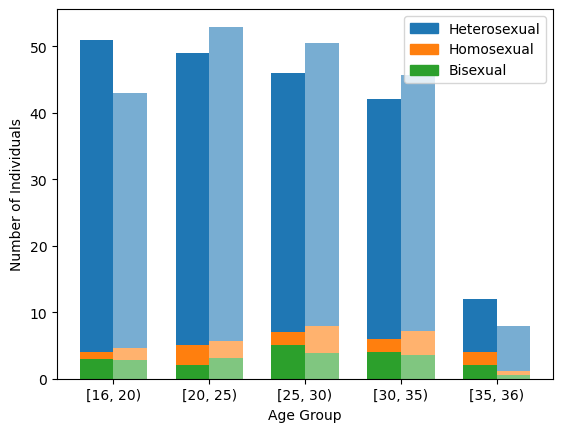 Heterosexual
Homosexual
Bisexual
Number of Individuals
50
40
30
20
10
0
[16, 20)
[20, 25)
[25, 30)
[30, 35)
[35, 36)
Age Group